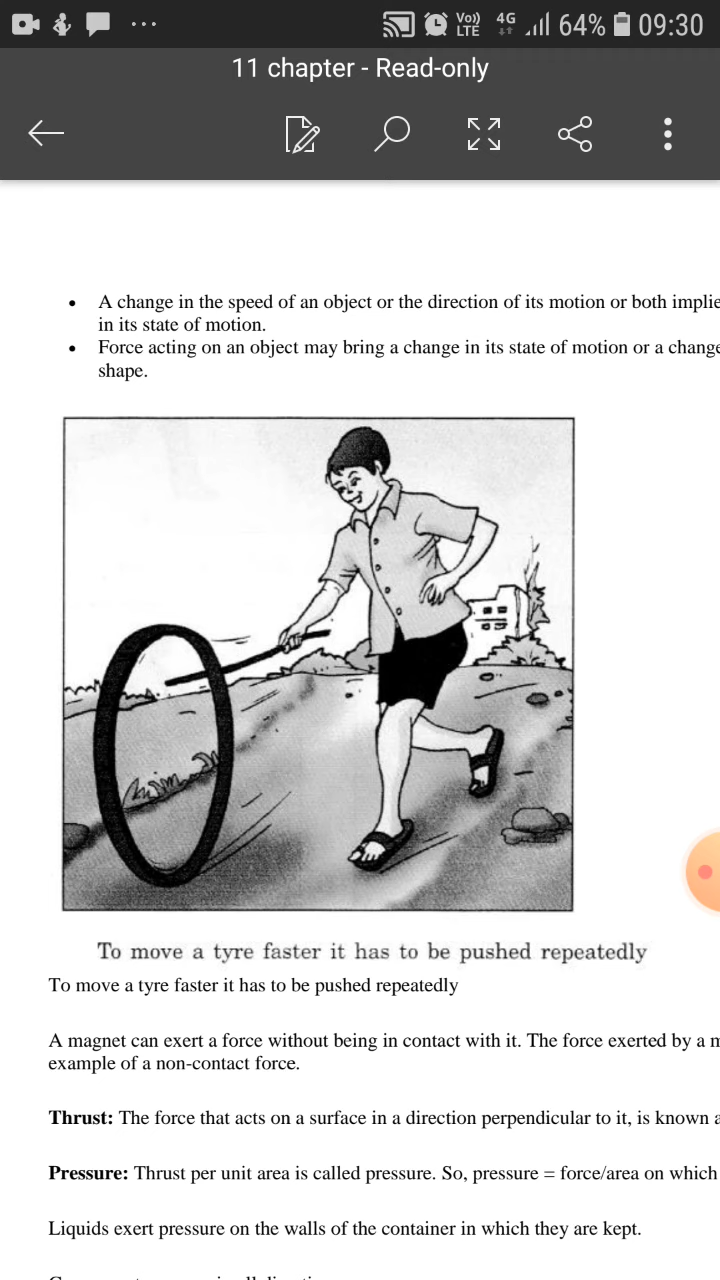 Vo)) LTE 4G 64% 09:30
11 chapter - Read-only
• A change in the speed of an object or the direction of its motion or both implie
in its state of motion.
• Force acting on an object may bring a change in its state of motion or a change
shape.
To move a tyre faster it has to be pushed repeatedly
To move a tyre faster it has to be pushed repeatedly
A magnet can exert a force without being in contact with it. The force exerted by a m
example of a non-contact force.
Thrust: The force that acts on a surface in a direction perpendicular to it, is known a
Pressure: Thrust per unit area is called pressure. So, pressure = force/area on which
Liquids exert pressure on the walls of the container in which they are kept.